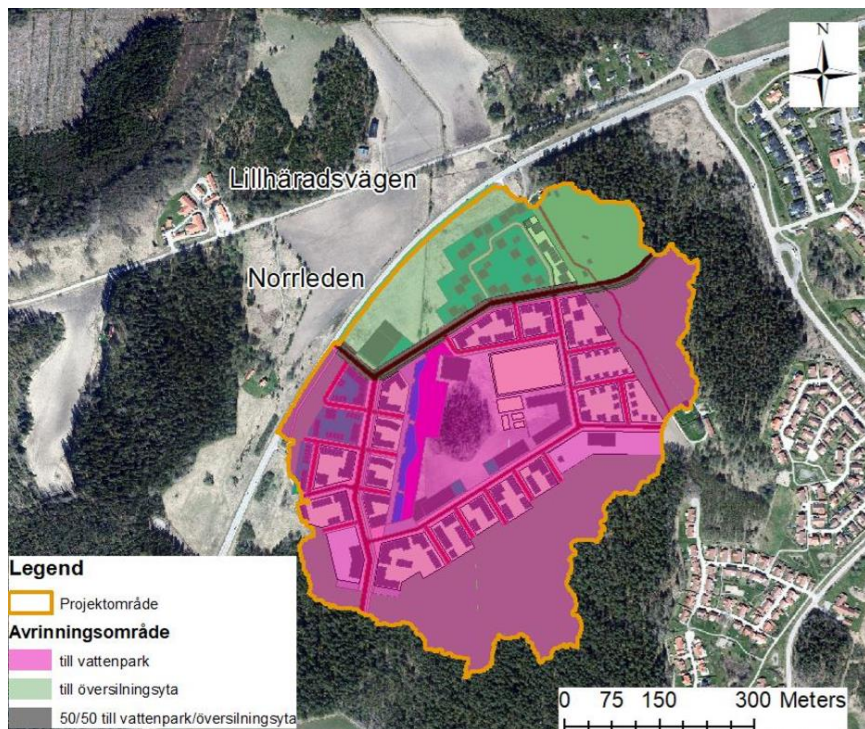 N
Lillhäradsvägen
Norrleden
Legend
Projektområde
Avrinningsområde
till vattenpark
till översilningsyta
50/50 till vattenpark/översilningsyta
0 75 150 300 Meters